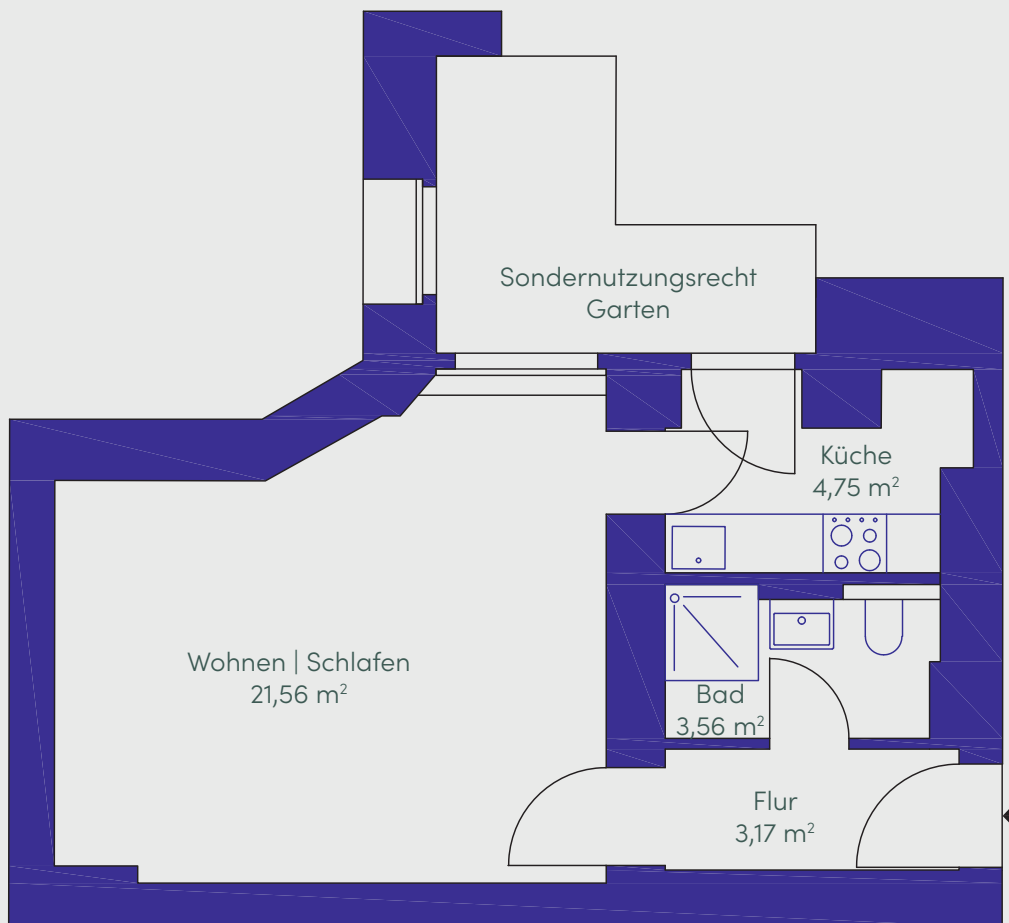 Sondernutzungsrecht
Garten
Küche
4,75 m²
Wohnen | Schlafen
21,56 m²
Bad
3,56 m²
Flur
3,17 m²